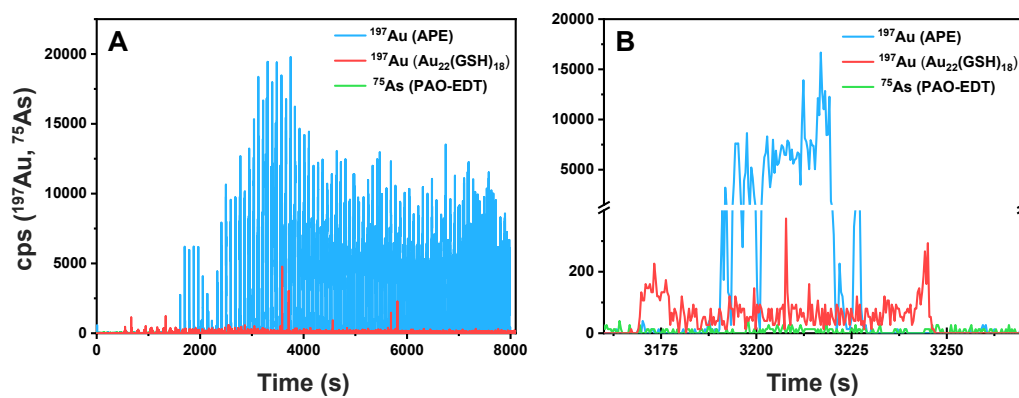 A
¹⁹⁷Au (APE)
¹⁹⁷Au (Au₂₂(GSH)₁₈)
⁷⁵As (PAO-EDT)
cps (¹⁹⁷Au, ⁷⁵As)
20000
15000
10000
5000
0
0 2000 4000 6000 8000
Time (s)
B
¹⁹⁷Au (APE)
¹⁹⁷Au (Au₂₂(GSH)₁₈)
⁷⁵As (PAO-EDT)
20000
15000
10000
5000
200
0
3175 3200 3225 3250
Time (s)